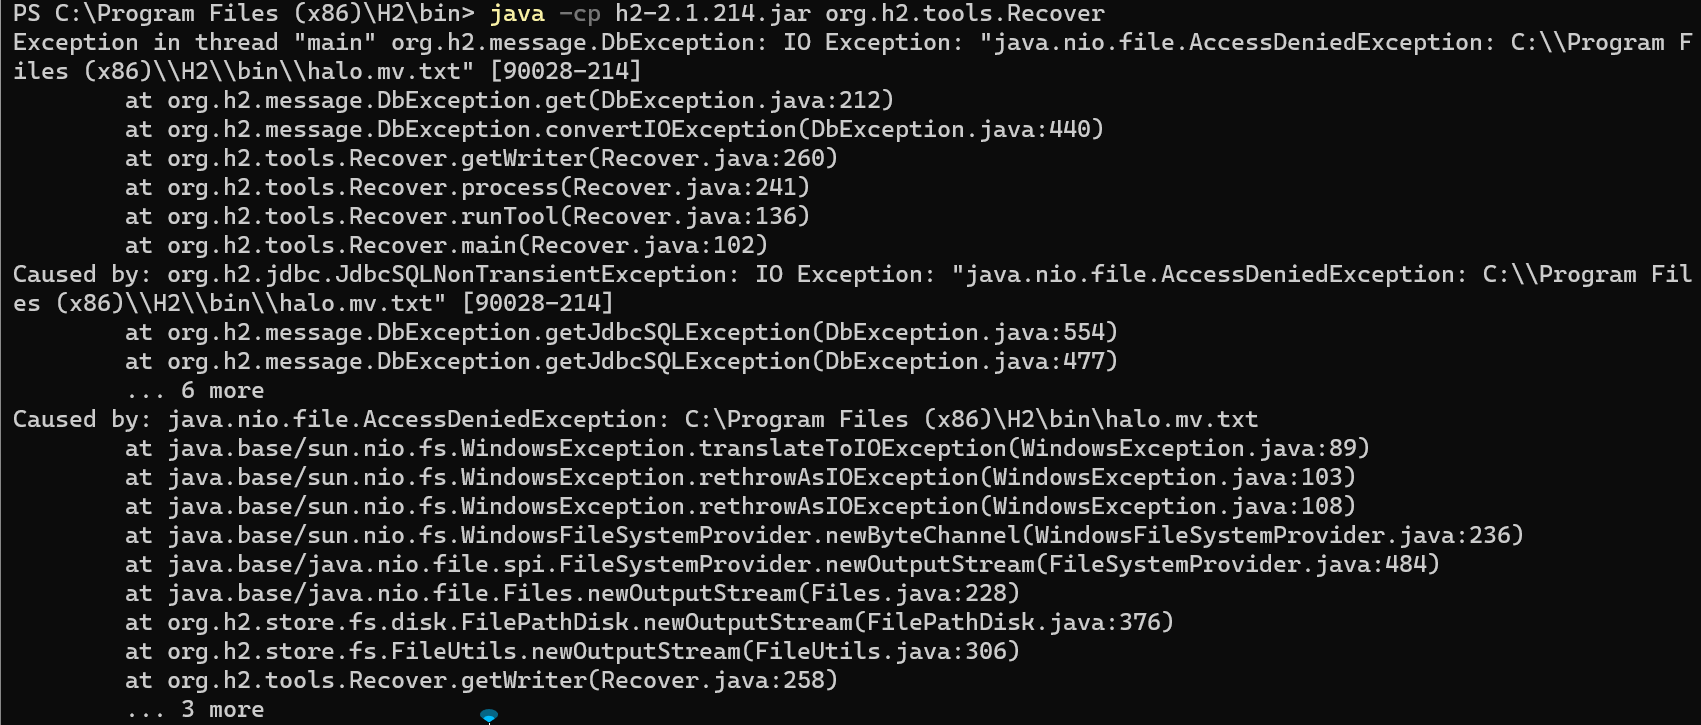 PS C:\Program Files (x86)\H2\bin> java -cp h2-2.1.214.jar org.h2.tools.Recover
Exception in thread "main" org.h2.message.DbException: IO Exception: "java.nio.file.AccessDeniedException: C:\\Program F
iles (x86)\\H2\\bin\\halo.mv.txt" [90028-214]
        at org.h2.message.DbException.get(DbException.java:212)
        at org.h2.message.DbException.convertIOException(DbException.java:440)
        at org.h2.tools.Recover.getWriter(Recover.java:260)
        at org.h2.tools.Recover.process(Recover.java:241)
        at org.h2.tools.Recover.runTool(Recover.java:136)
        at org.h2.tools.Recover.main(Recover.java:102)
Caused by: org.h2.jdbc.JdbcSQLNonTransientException: IO Exception: "java.nio.file.AccessDeniedException: C:\\Program Fil
es (x86)\\H2\\bin\\halo.mv.txt" [90028-214]
        at org.h2.message.DbException.getJdbcSQLException(DbException.java:554)
        at org.h2.message.DbException.getJdbcSQLException(DbException.java:477)
        ... 6 more
Caused by: java.nio.file.AccessDeniedException: C:\Program Files (x86)\H2\bin\halo.mv.txt
        at java.base/sun.nio.fs.WindowsException.translateToIOException(WindowsException.java:89)
        at java.base/sun.nio.fs.WindowsException.rethrowAsIOException(WindowsException.java:103)
        at java.base/sun.nio.fs.WindowsException.rethrowAsIOException(WindowsException.java:108)
        at java.base/sun.nio.fs.WindowsFileSystemProvider.newByteChannel(WindowsFileSystemProvider.java:236)
        at java.base/java.nio.file.spi.FileSystemProvider.newOutputStream(FileSystemProvider.java:484)
        at java.base/java.nio.file.Files.newOutputStream(Files.java:228)
        at org.h2.store.fs.disk.FilePathDisk.newOutputStream(FilePathDisk.java:376)
        at org.h2.store.fs.FileUtils.newOutputStream(FileUtils.java:306)
        at org.h2.tools.Recover.getWriter(Recover.java:258)
        ... 3 more